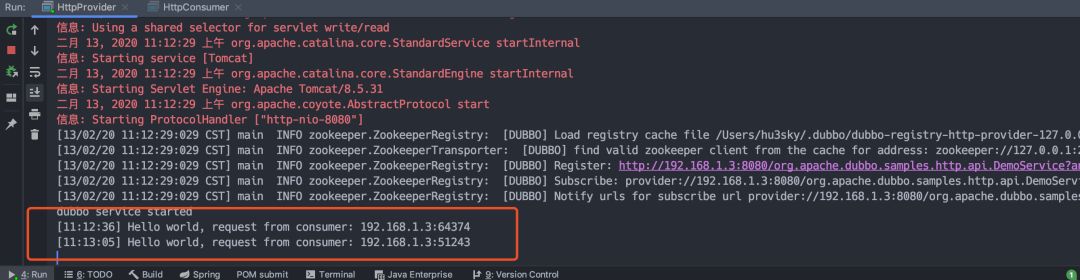 Run: HttpProvider HttpConsumer
信息: Using a shared selector for servlet write/read
二月 13, 2020 11:12:29 上午 org.apache.catalina.core.StandardService startInternal
信息: Starting service [Tomcat]
二月 13, 2020 11:12:29 上午 org.apache.catalina.core.StandardEngine startInternal
信息: Starting Servlet Engine: Apache Tomcat/8.5.31
二月 13, 2020 11:12:29 上午 org.apache.coyote.AbstractProtocol start
信息: Starting ProtocolHandler ["http-nio-8080"]
[13/02/20 11:12:29:029 CST] main  INFO zookeeper.ZookeeperRegistry:  [DUBBO] Load registry cache file /Users/hu3sky/.dubbo/dubbo-registry-http-provider-127.0.
[13/02/20 11:12:29:029 CST] main  INFO zookeeper.ZookeeperTransporter:  [DUBBO] find valid zookeeper client from the cache for address: zookeeper://127.0.0.1:2
[13/02/20 11:12:29:029 CST] main  INFO zookeeper.ZookeeperRegistry:  [DUBBO] Register: http://192.168.1.3:8080/org.apache.dubbo.samples.http.api.DemoService?an
[13/02/20 11:12:29:029 CST] main  INFO zookeeper.ZookeeperRegistry:  [DUBBO] Subscribe: provider://192.168.1.3:8080/org.apache.dubbo.samples.http.api.DemoServi
[13/02/20 11:12:29:029 CST] main  INFO zookeeper.ZookeeperRegistry:  [DUBBO] Notify urls for subscribe url provider://192.168.1.3:8080/org.apache.dubbo.samples
dubbo service started
[11:12:36] Hello world, request from consumer: 192.168.1.3:64374
[11:13:05] Hello world, request from consumer: 192.168.1.3:51243
4: Run 6: TODO Build Spring POM submit Terminal Java Enterprise 9: Version Control 1